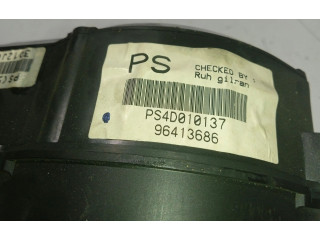 PS
CHECKED BY
Ruh gilran
PS4D010137
96413686